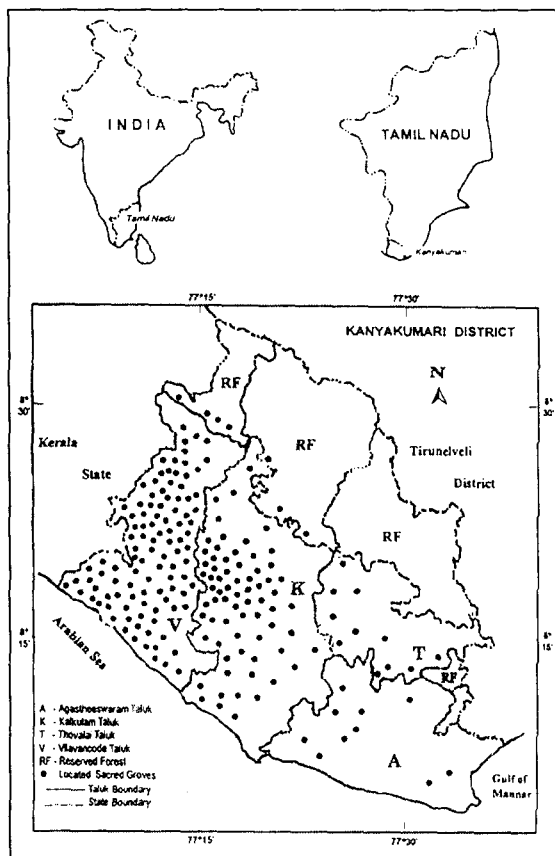 INDIA
Tamil Nadu
TAMIL NADU
Kanyakumari
77°15'
77°30'
KANYAKUMARI DISTRICT
N
8°
30'
8°
30'
RF
RF
Kerala
State
Tirunelveli
District
RF
K
8°
15'
8°
15'
V
T
RF
Arabian Sea
A
Gulf of
Mannar
A - Agastheeswaram Taluk
K - Kalkulam Taluk
T - Thovalai Taluk
V - Vilavancode Taluk
RF - Reserved Forest
Located Sacred Groves
Taluk Boundary
State Boundary
77°15'
77°30'